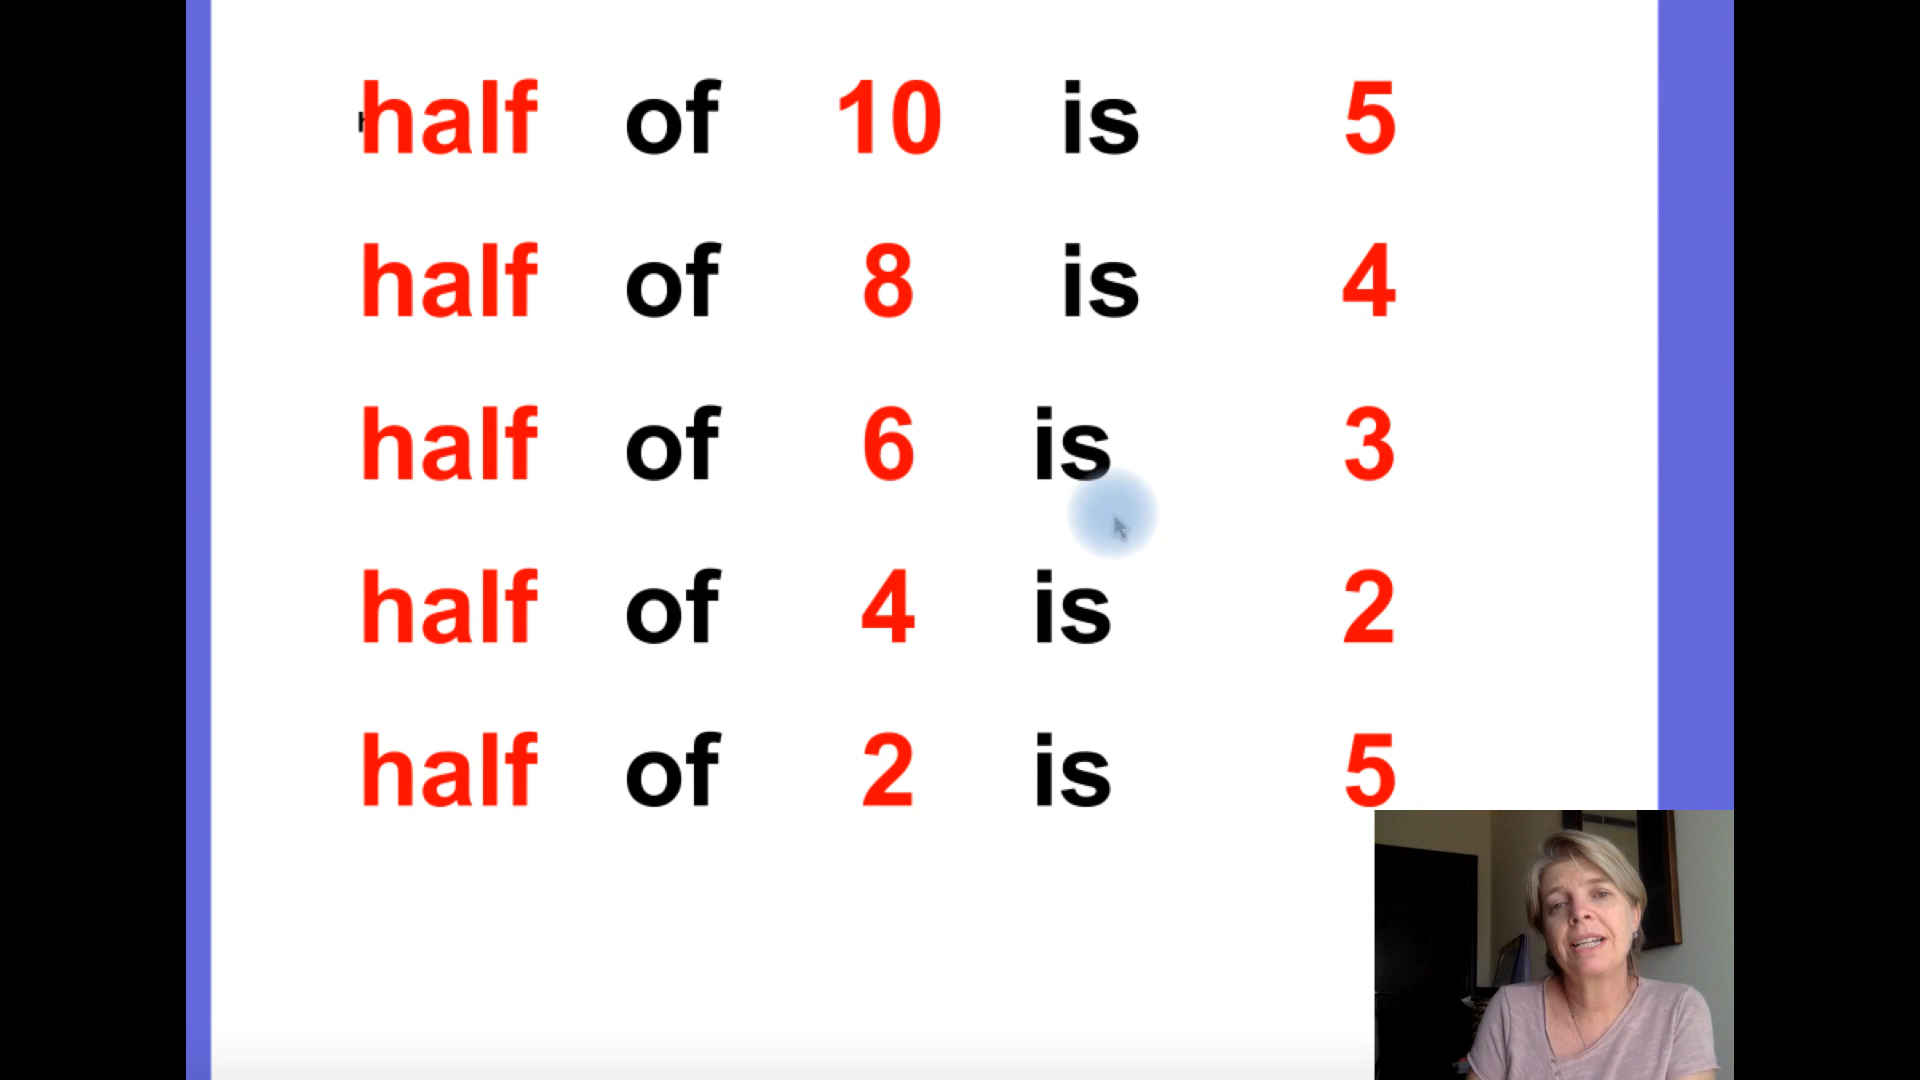 half of 10 is 5
half of 8 is 4
half of 6 is 3
half of 4 is 2
half of 2 is 5